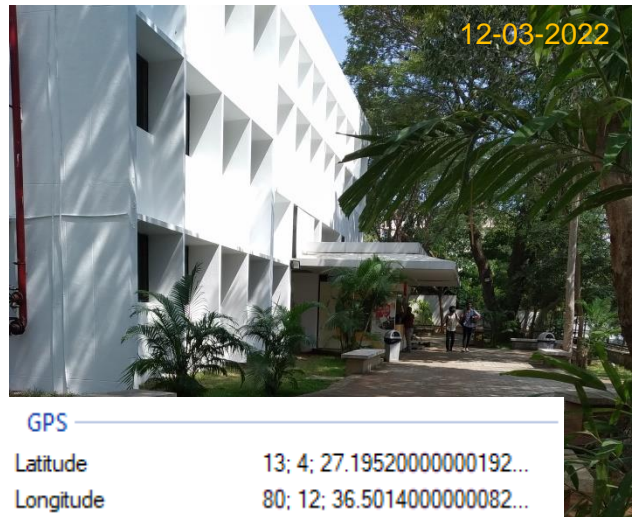 12-03-2022
GPS
Latitude 13; 4; 27.19520000000192...
Longitude 80; 12; 36.5014000000082...